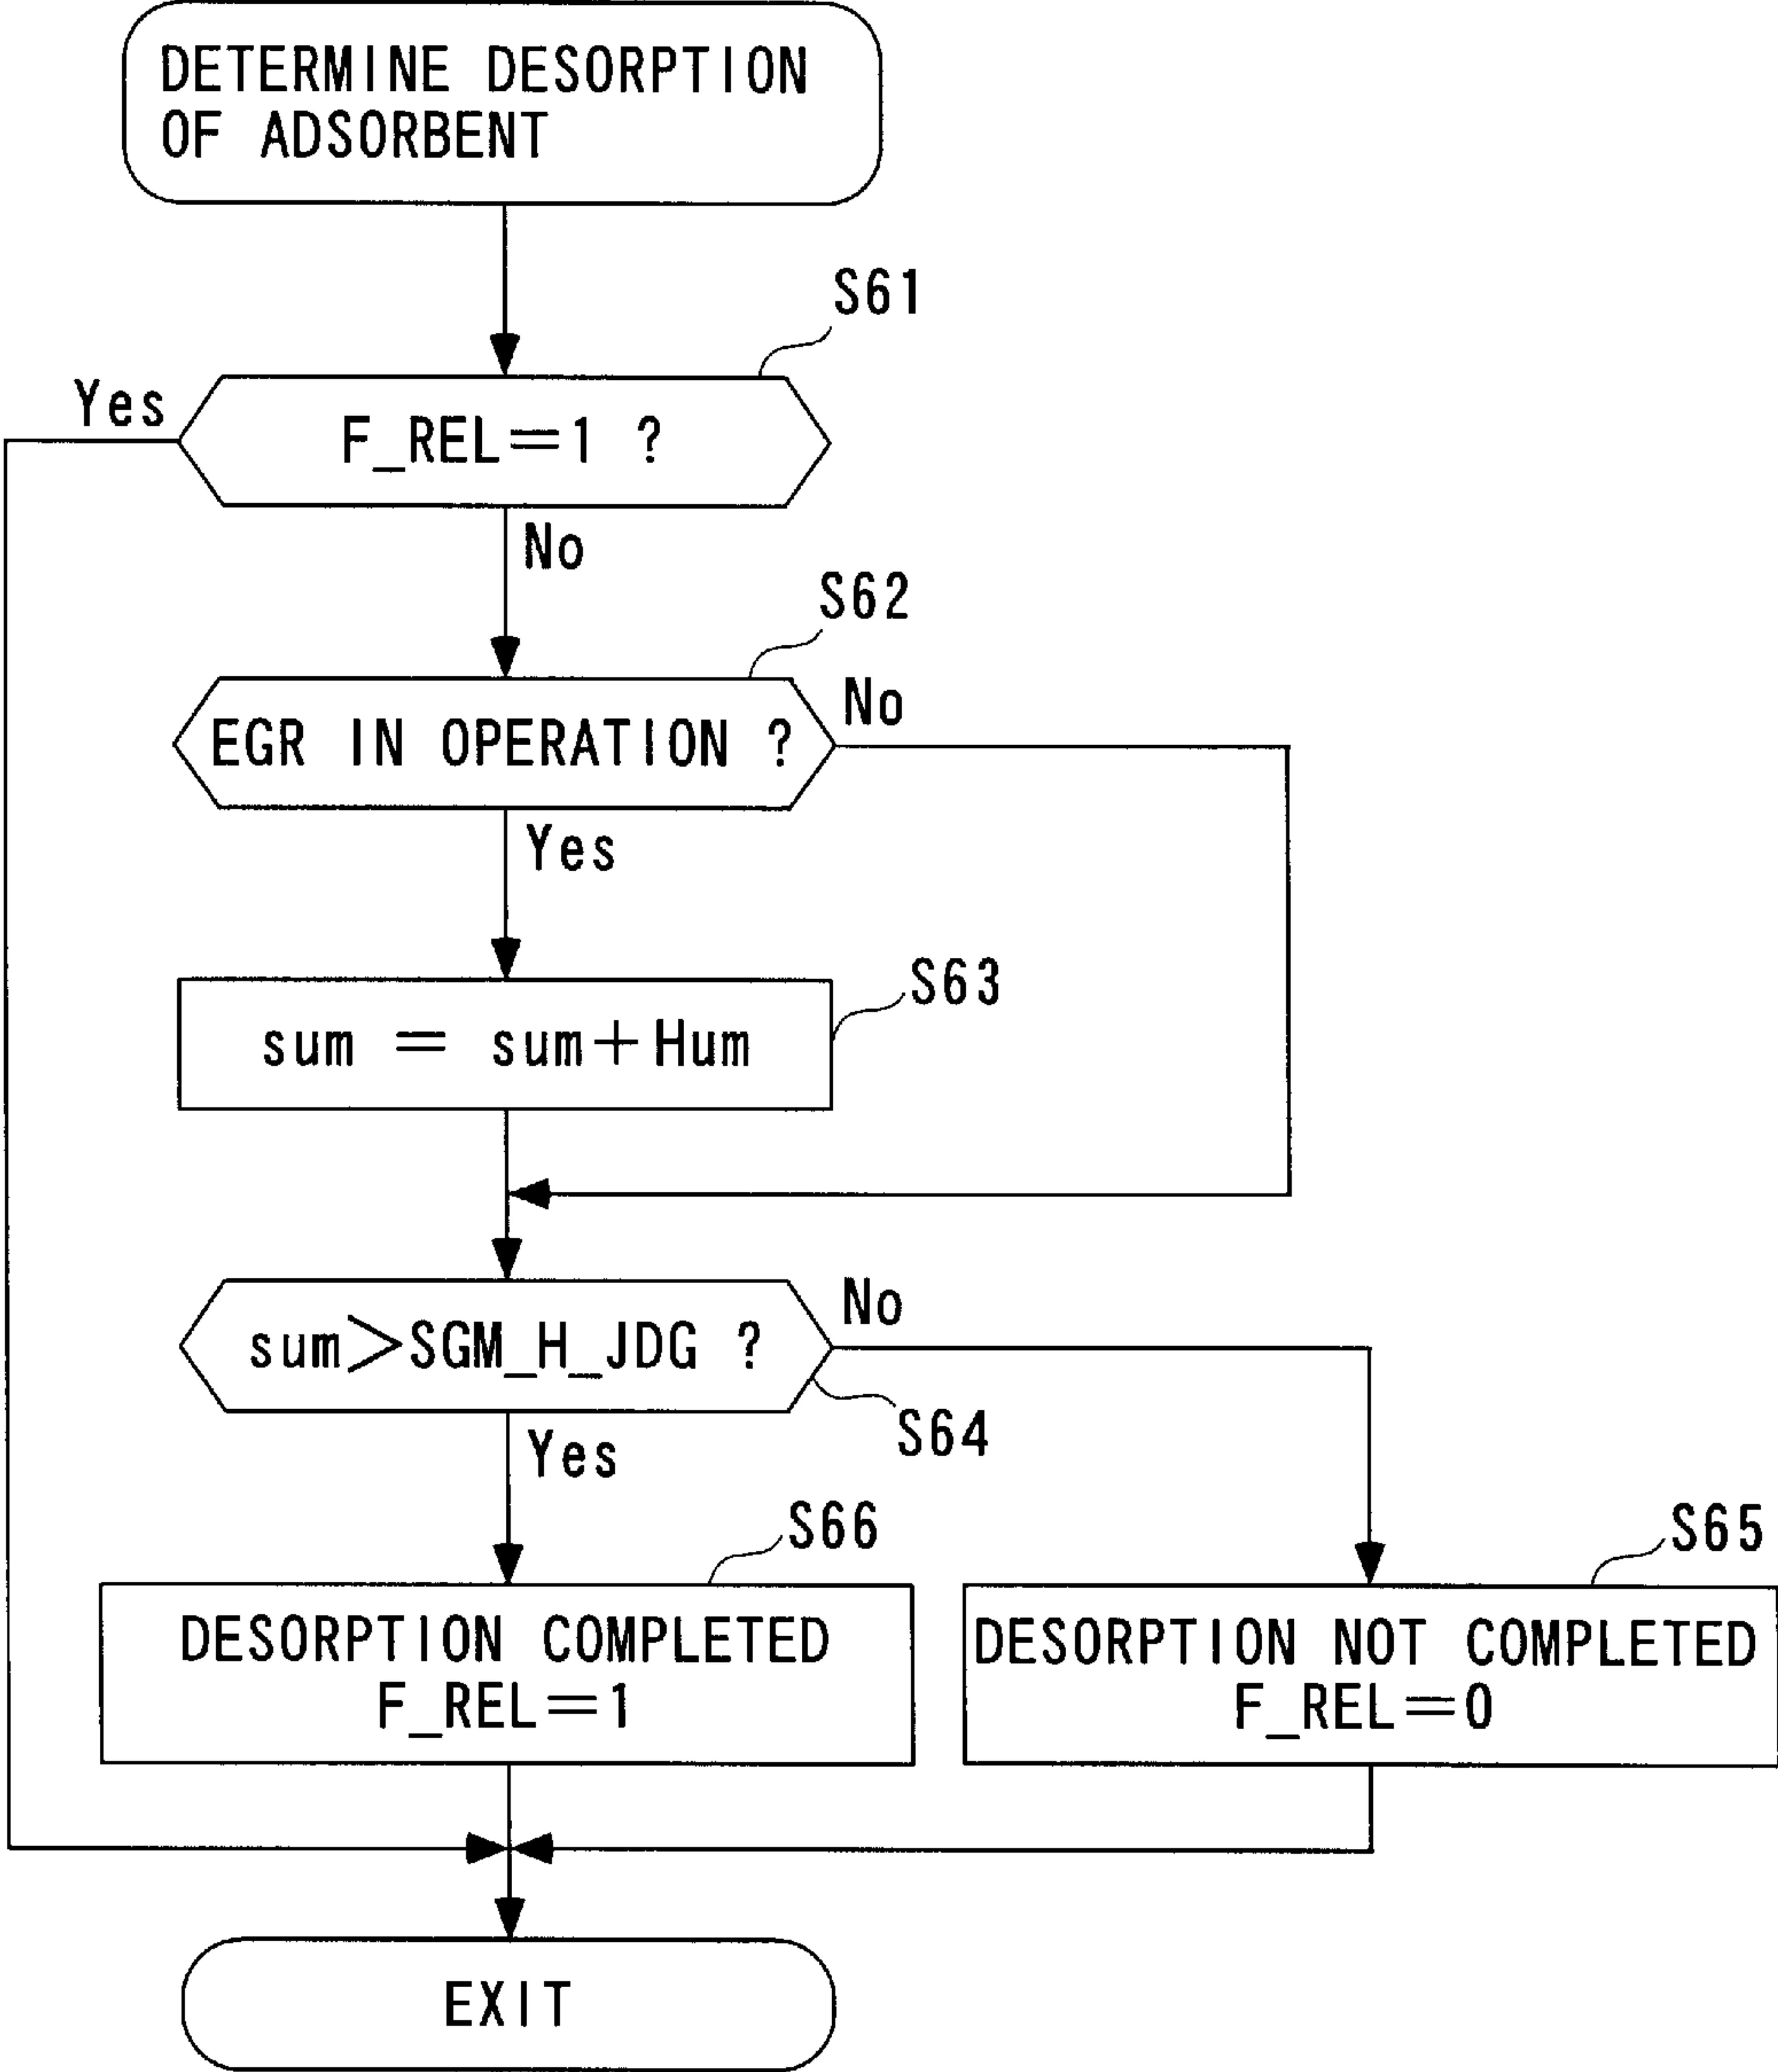 DETERMINE DESORPTION
OF ADSORBENT
S61
Yes
F_REL=1 ?
No
S62
EGR IN OPERATION ?
No
Yes
S63
sum = sum+Hum
sum>SGM_H_JDG ?
No
S64
Yes
S66
S65
DESORPTION COMPLETED
F_REL=1
DESORPTION NOT COMPLETED
F_REL=0
EXIT